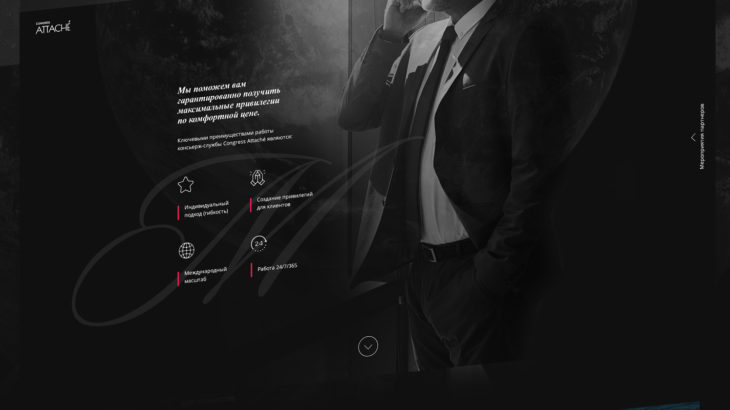 CONGRESS
ATTACHÉ
Мы поможем вам
гарантированно получить
максимальные привилегии
по комфортной цене.
Ключевыми преимуществами работы
консьерж-службы Congress Attaché являются:
Индивидуальный
подход (гибкость)
Создание привилегий
для клиентов
24
Международный
масштаб
Работа 24/7/365
Мероприятия партнеров